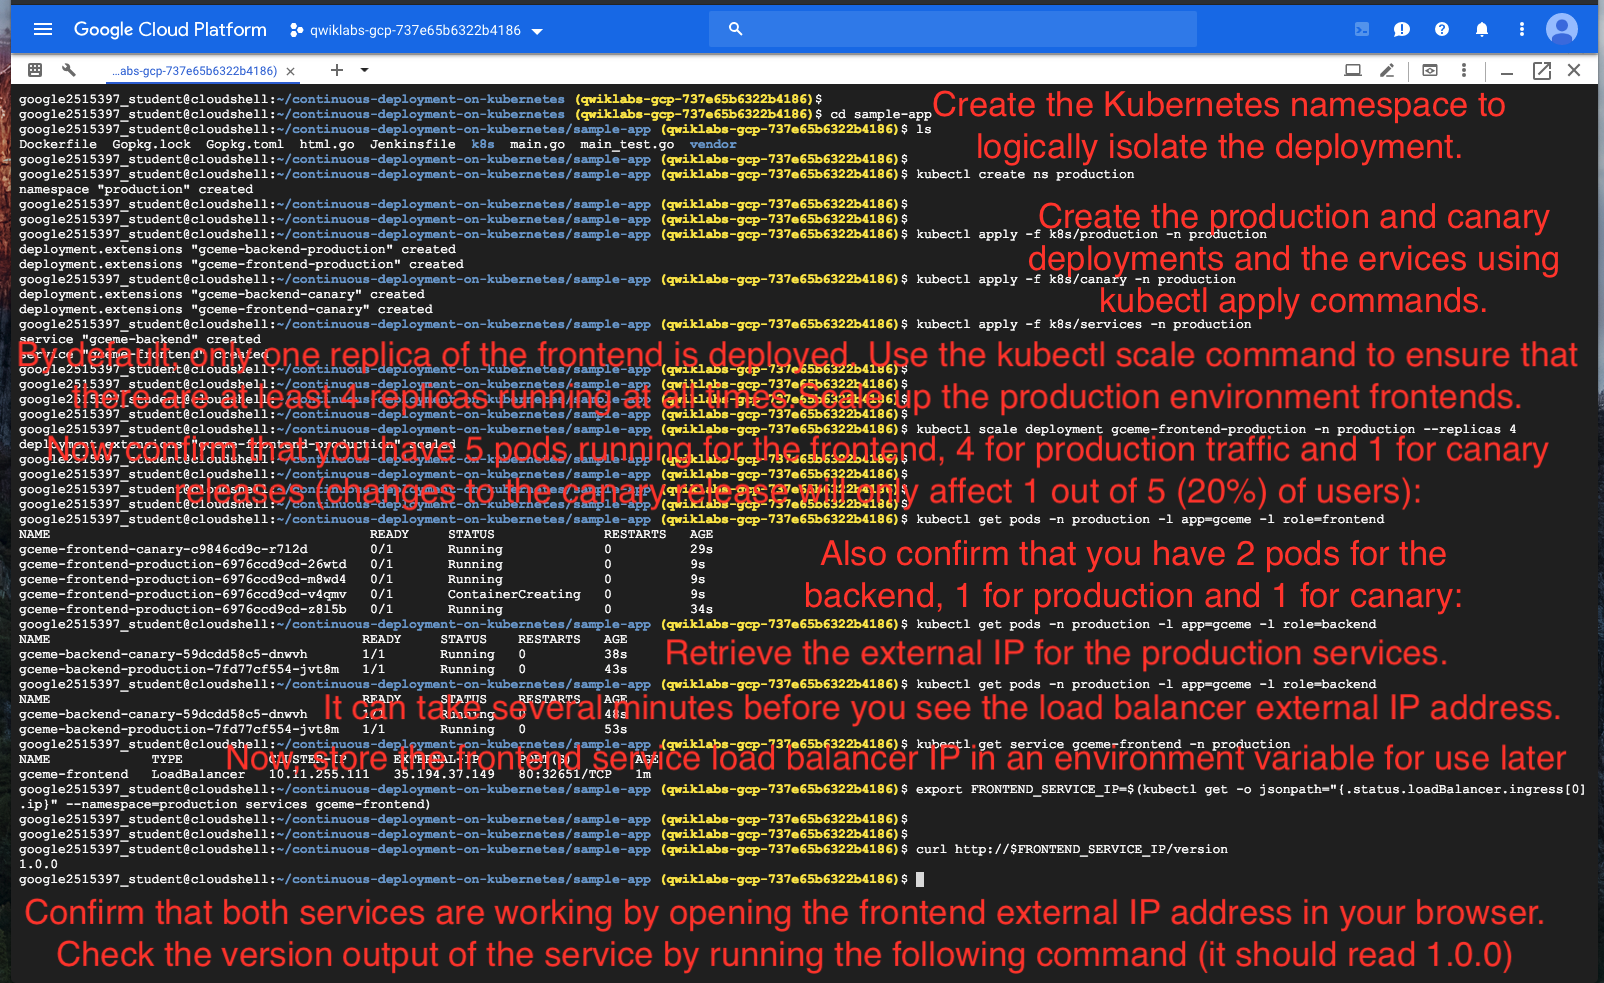 Google Cloud Platform
qwiklabs-gcp-737e65b6322b4186
...abs-gcp-737e65b6322b4186)
google2515397_student@cloudshell:~/continuous-deployment-on-kubernetes (qwiklabs-gcp-737e65b6322b4186)$
google2515397_student@cloudshell:~/continuous-deployment-on-kubernetes (qwiklabs-gcp-737e65b6322b4186)$ cd sample-app
Create the Kubernetes namespace to
google2515397_student@cloudshell:~/continuous-deployment-on-kubernetes/sample-app (qwiklabs-gcp-737e65b6322b4186)$ ls
Dockerfile Gopkg.lock Gopkg.toml html.go Jenkinsfile k8s main.go main_test.go vendor
logically isolate the deployment.
google2515397_student@cloudshell:~/continuous-deployment-on-kubernetes/sample-app (qwiklabs-gcp-737e65b6322b4186)$
google2515397_student@cloudshell:~/continuous-deployment-on-kubernetes/sample-app (qwiklabs-gcp-737e65b6322b4186)$ kubectl create ns production
namespace "production" created
google2515397_student@cloudshell:~/continuous-deployment-on-kubernetes/sample-app (qwiklabs-gcp-737e65b6322b4186)$
google2515397_student@cloudshell:~/continuous-deployment-on-kubernetes/sample-app (qwiklabs-gcp-737e65b6322b4186)$
Create the production and canary
google2515397_student@cloudshell:~/continuous-deployment-on-kubernetes/sample-app (qwiklabs-gcp-737e65b6322b4186)$ kubectl apply -f k8s/production -n production
deployment.extensions "gceme-backend-production" created
deployment.extensions "gceme-frontend-production" created
deployments and the ervices using
google2515397_student@cloudshell:~/continuous-deployment-on-kubernetes/sample-app (qwiklabs-gcp-737e65b6322b4186)$ kubectl apply -f k8s/canary -n production
deployment.extensions "gceme-backend-canary" created
deployment.extensions "gceme-frontend-canary" created
kubectl apply commands.
google2515397_student@cloudshell:~/continuous-deployment-on-kubernetes/sample-app (qwiklabs-gcp-737e65b6322b4186)$ kubectl apply -f k8s/services -n production
service "gceme-backend" created
service "gceme-frontend" created
By default, only one replica of the frontend is deployed. Use the kubectl scale command to ensure that
google2515397_student@cloudshell:~/continuous-deployment-on-kubernetes/sample-app (qwiklabs-gcp-737e65b6322b4186)$
google2515397_student@cloudshell:~/continuous-deployment-on-kubernetes/sample-app (qwiklabs-gcp-737e65b6322b4186)$
google2515397_student@cloudshell:~/continuous-deployment-on-kubernetes/sample-app (qwiklabs-gcp-737e65b6322b4186)$
there are at least 4 replicas running at all times. Scale up the production environment frontends.
google2515397_student@cloudshell:~/continuous-deployment-on-kubernetes/sample-app (qwiklabs-gcp-737e65b6322b4186)$
google2515397_student@cloudshell:~/continuous-deployment-on-kubernetes/sample-app (qwiklabs-gcp-737e65b6322b4186)$ kubectl scale deployment gceme-frontend-production -n production --replicas 4
deployment.extensions "gceme-frontend-production" scaled
Now confirm that you have 5 pods running for the frontend, 4 for production traffic and 1 for canary
google2515397_student@cloudshell:~/continuous-deployment-on-kubernetes/sample-app (qwiklabs-gcp-737e65b6322b4186)$
google2515397_student@cloudshell:~/continuous-deployment-on-kubernetes/sample-app (qwiklabs-gcp-737e65b6322b4186)$
google2515397_student@cloudshell:~/continuous-deployment-on-kubernetes/sample-app (qwiklabs-gcp-737e65b6322b4186)$
releases (changes to the canary release will only affect 1 out of 5 (20%) of users):
google2515397_student@cloudshell:~/continuous-deployment-on-kubernetes/sample-app (qwiklabs-gcp-737e65b6322b4186)$
google2515397_student@cloudshell:~/continuous-deployment-on-kubernetes/sample-app (qwiklabs-gcp-737e65b6322b4186)$ kubectl get pods -n production -l app=gceme -l role=frontend
NAME READY STATUS RESTARTS AGE
gceme-frontend-canary-c9846cd9c-r7l2d 0/1 Running 0 29s
gceme-frontend-production-6976ccd9cd-26wtd 0/1 Running 0 9s
gceme-frontend-production-6976ccd9cd-m8wd4 0/1 Running 0 9s
gceme-frontend-production-6976ccd9cd-v4qmv 0/1 ContainerCreating 0 9s
gceme-frontend-production-6976ccd9cd-z8l5b 0/1 Running 0 34s
Also confirm that you have 2 pods for the
backend, 1 for production and 1 for canary:
google2515397_student@cloudshell:~/continuous-deployment-on-kubernetes/sample-app (qwiklabs-gcp-737e65b6322b4186)$ kubectl get pods -n production -l app=gceme -l role=backend
NAME READY STATUS RESTARTS AGE
gceme-backend-canary-59dcdd58c5-dnwvh 1/1 Running 0 38s
gceme-backend-production-7fd77cf554-jvt8m 1/1 Running 0 43s
Retrieve the external IP for the production services.
google2515397_student@cloudshell:~/continuous-deployment-on-kubernetes/sample-app (qwiklabs-gcp-737e65b6322b4186)$ kubectl get pods -n production -l app=gceme -l role=backend
NAME READY STATUS RESTARTS AGE
gceme-backend-canary-59dcdd58c5-dnwvh 1/1 Running 0 48s
gceme-backend-production-7fd77cf554-jvt8m 1/1 Running 0 53s
It can take several minutes before you see the load balancer external IP address.
google2515397_student@cloudshell:~/continuous-deployment-on-kubernetes/sample-app (qwiklabs-gcp-737e65b6322b4186)$ kubectl get service gceme-frontend -n production
NAME TYPE CLUSTER-IP EXTERNAL-IP PORT(S) AGE
gceme-frontend LoadBalancer 10.11.255.111 35.194.37.149 80:32651/TCP 1m
Now, store the frontend service load balancer IP in an environment variable for use later
google2515397_student@cloudshell:~/continuous-deployment-on-kubernetes/sample-app (qwiklabs-gcp-737e65b6322b4186)$ export FRONTEND_SERVICE_IP=$(kubectl get -o jsonpath="{.status.loadBalancer.ingress[0]
.ip}" --namespace=production services gceme-frontend)
google2515397_student@cloudshell:~/continuous-deployment-on-kubernetes/sample-app (qwiklabs-gcp-737e65b6322b4186)$
google2515397_student@cloudshell:~/continuous-deployment-on-kubernetes/sample-app (qwiklabs-gcp-737e65b6322b4186)$
google2515397_student@cloudshell:~/continuous-deployment-on-kubernetes/sample-app (qwiklabs-gcp-737e65b6322b4186)$ curl http://$FRONTEND_SERVICE_IP/version
1.0.0
google2515397_student@cloudshell:~/continuous-deployment-on-kubernetes/sample-app (qwiklabs-gcp-737e65b6322b4186)$
Confirm that both services are working by opening the frontend external IP address in your browser.
Check the version output of the service by running the following command (it should read 1.0.0)